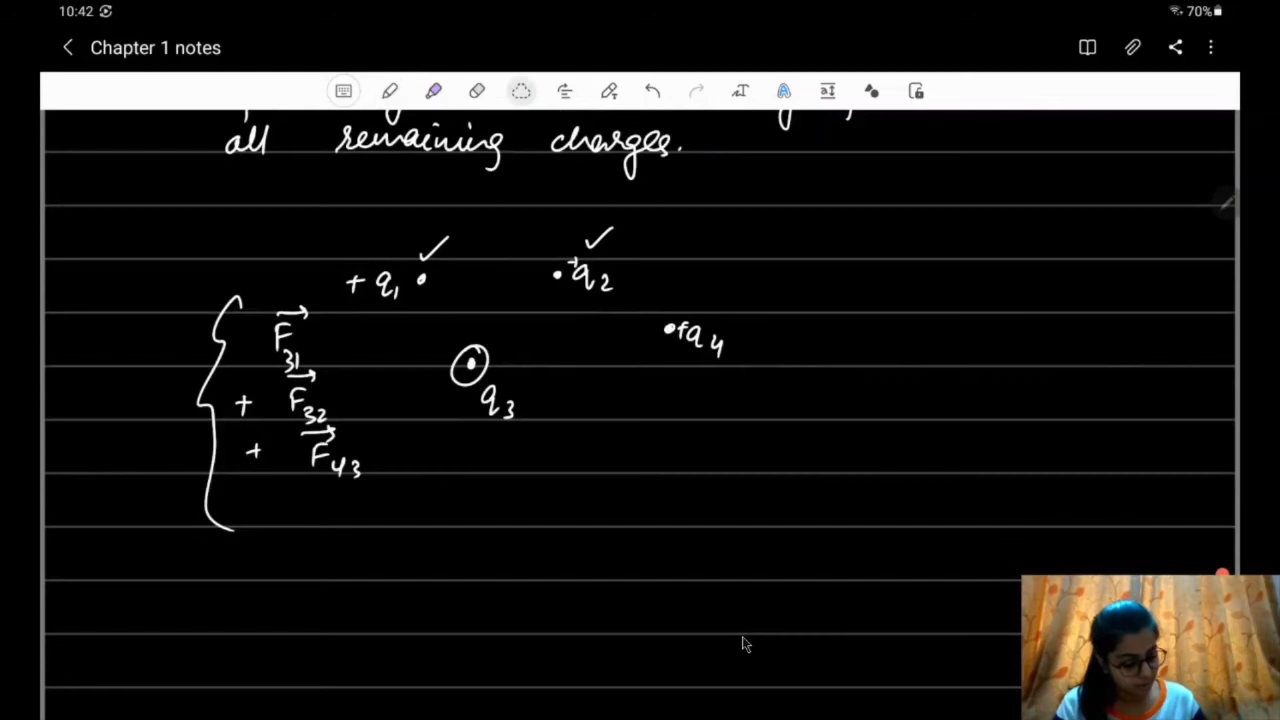 10:42
70%
Chapter 1 notes
all remaining charges.
+ q₁
+q₂
+q₄
q₃
F₃₁
+ F₃₂
+ F₄₃